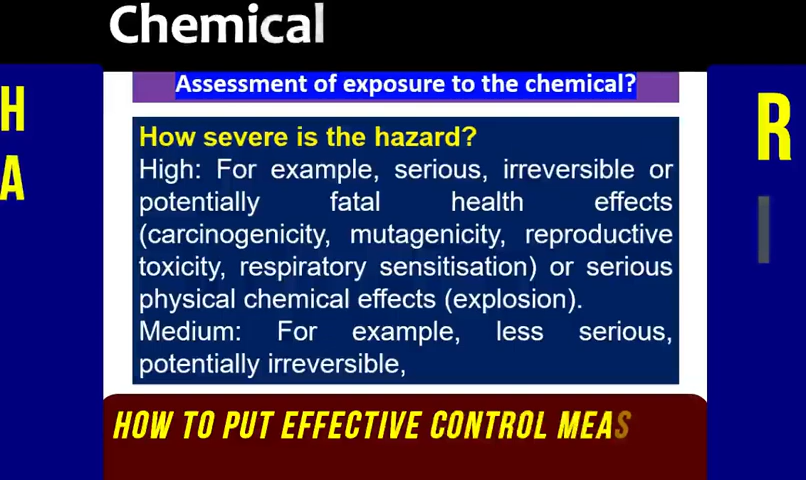 Chemical
Assessment of exposure to the chemical?
H
A
R
I
How severe is the hazard?
High: For example, serious, irreversible or
potentially fatal health effects
(carcinogenicity, mutagenicity, reproductive
toxicity, respiratory sensitisation) or serious
physical chemical effects (explosion).
Medium: For example, less serious,
potentially irreversible,
HOW TO PUT EFFECTIVE CONTROL MEAS